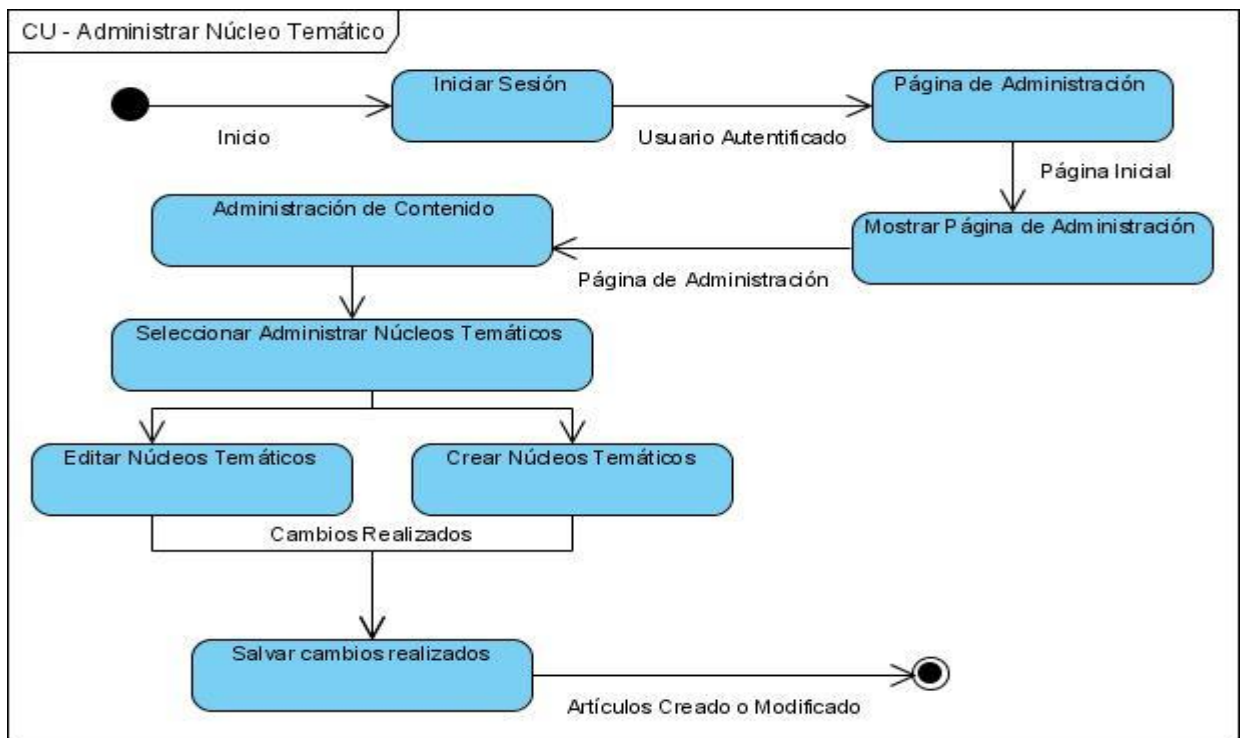 CU - Administrar Núcleo Temático
Iniciar Sesión
Página de Administración
Inicio
Usuario Autentificado
Página Inicial
Administración de Contenido
Mostrar Página de Administración
Página de Administración
Seleccionar Administrar Núcleos Temáticos
Editar Núcleos Temáticos
Crear Núcleos Temáticos
Cambios Realizados
Salvar cambios realizados
Artículos Creado o Modificado